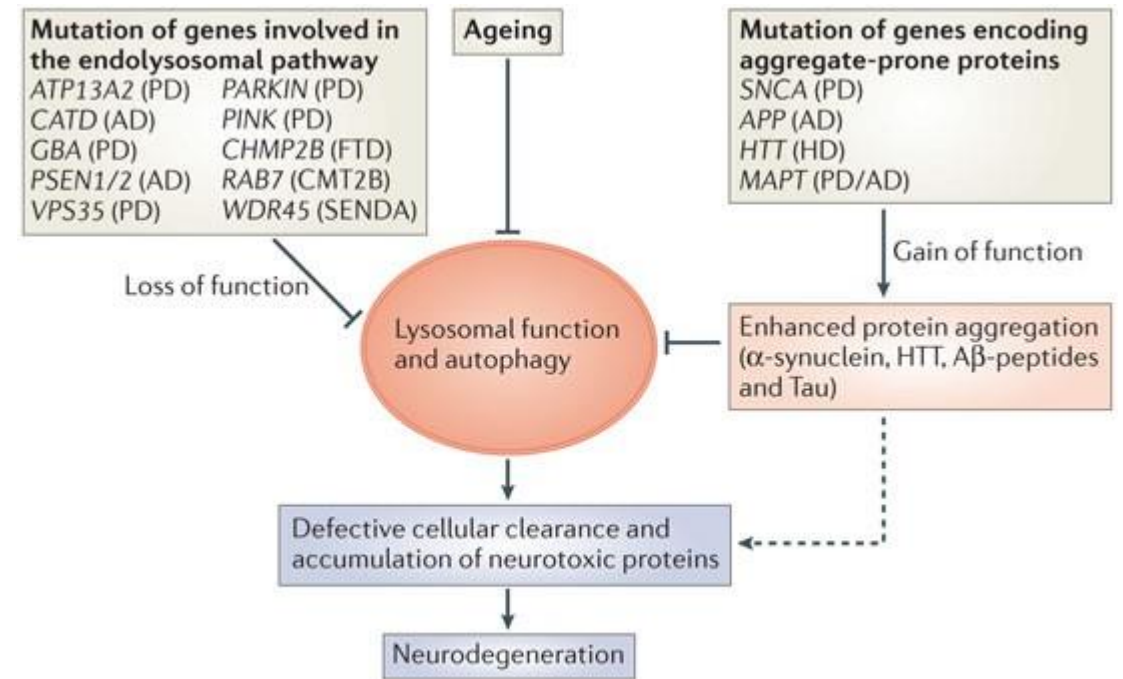 Mutation of genes involved in
the endolysosomal pathway
ATP13A2 (PD) PARKIN (PD)
CATD (AD) PINK (PD)
GBA (PD) CHMP2B (FTD)
PSEN1/2 (AD) RAB7 (CMT2B)
VPS35 (PD) WDR45 (SENDA)
Ageing
Mutation of genes encoding
aggregate-prone proteins
SNCA (PD)
APP (AD)
HTT (HD)
MAPT (PD/AD)
Loss of function
Gain of function
Lysosomal function
and autophagy
Enhanced protein aggregation
(α-synuclein, HTT, Aβ-peptides
and Tau)
Defective cellular clearance and
accumulation of neurotoxic proteins
Neurodegeneration